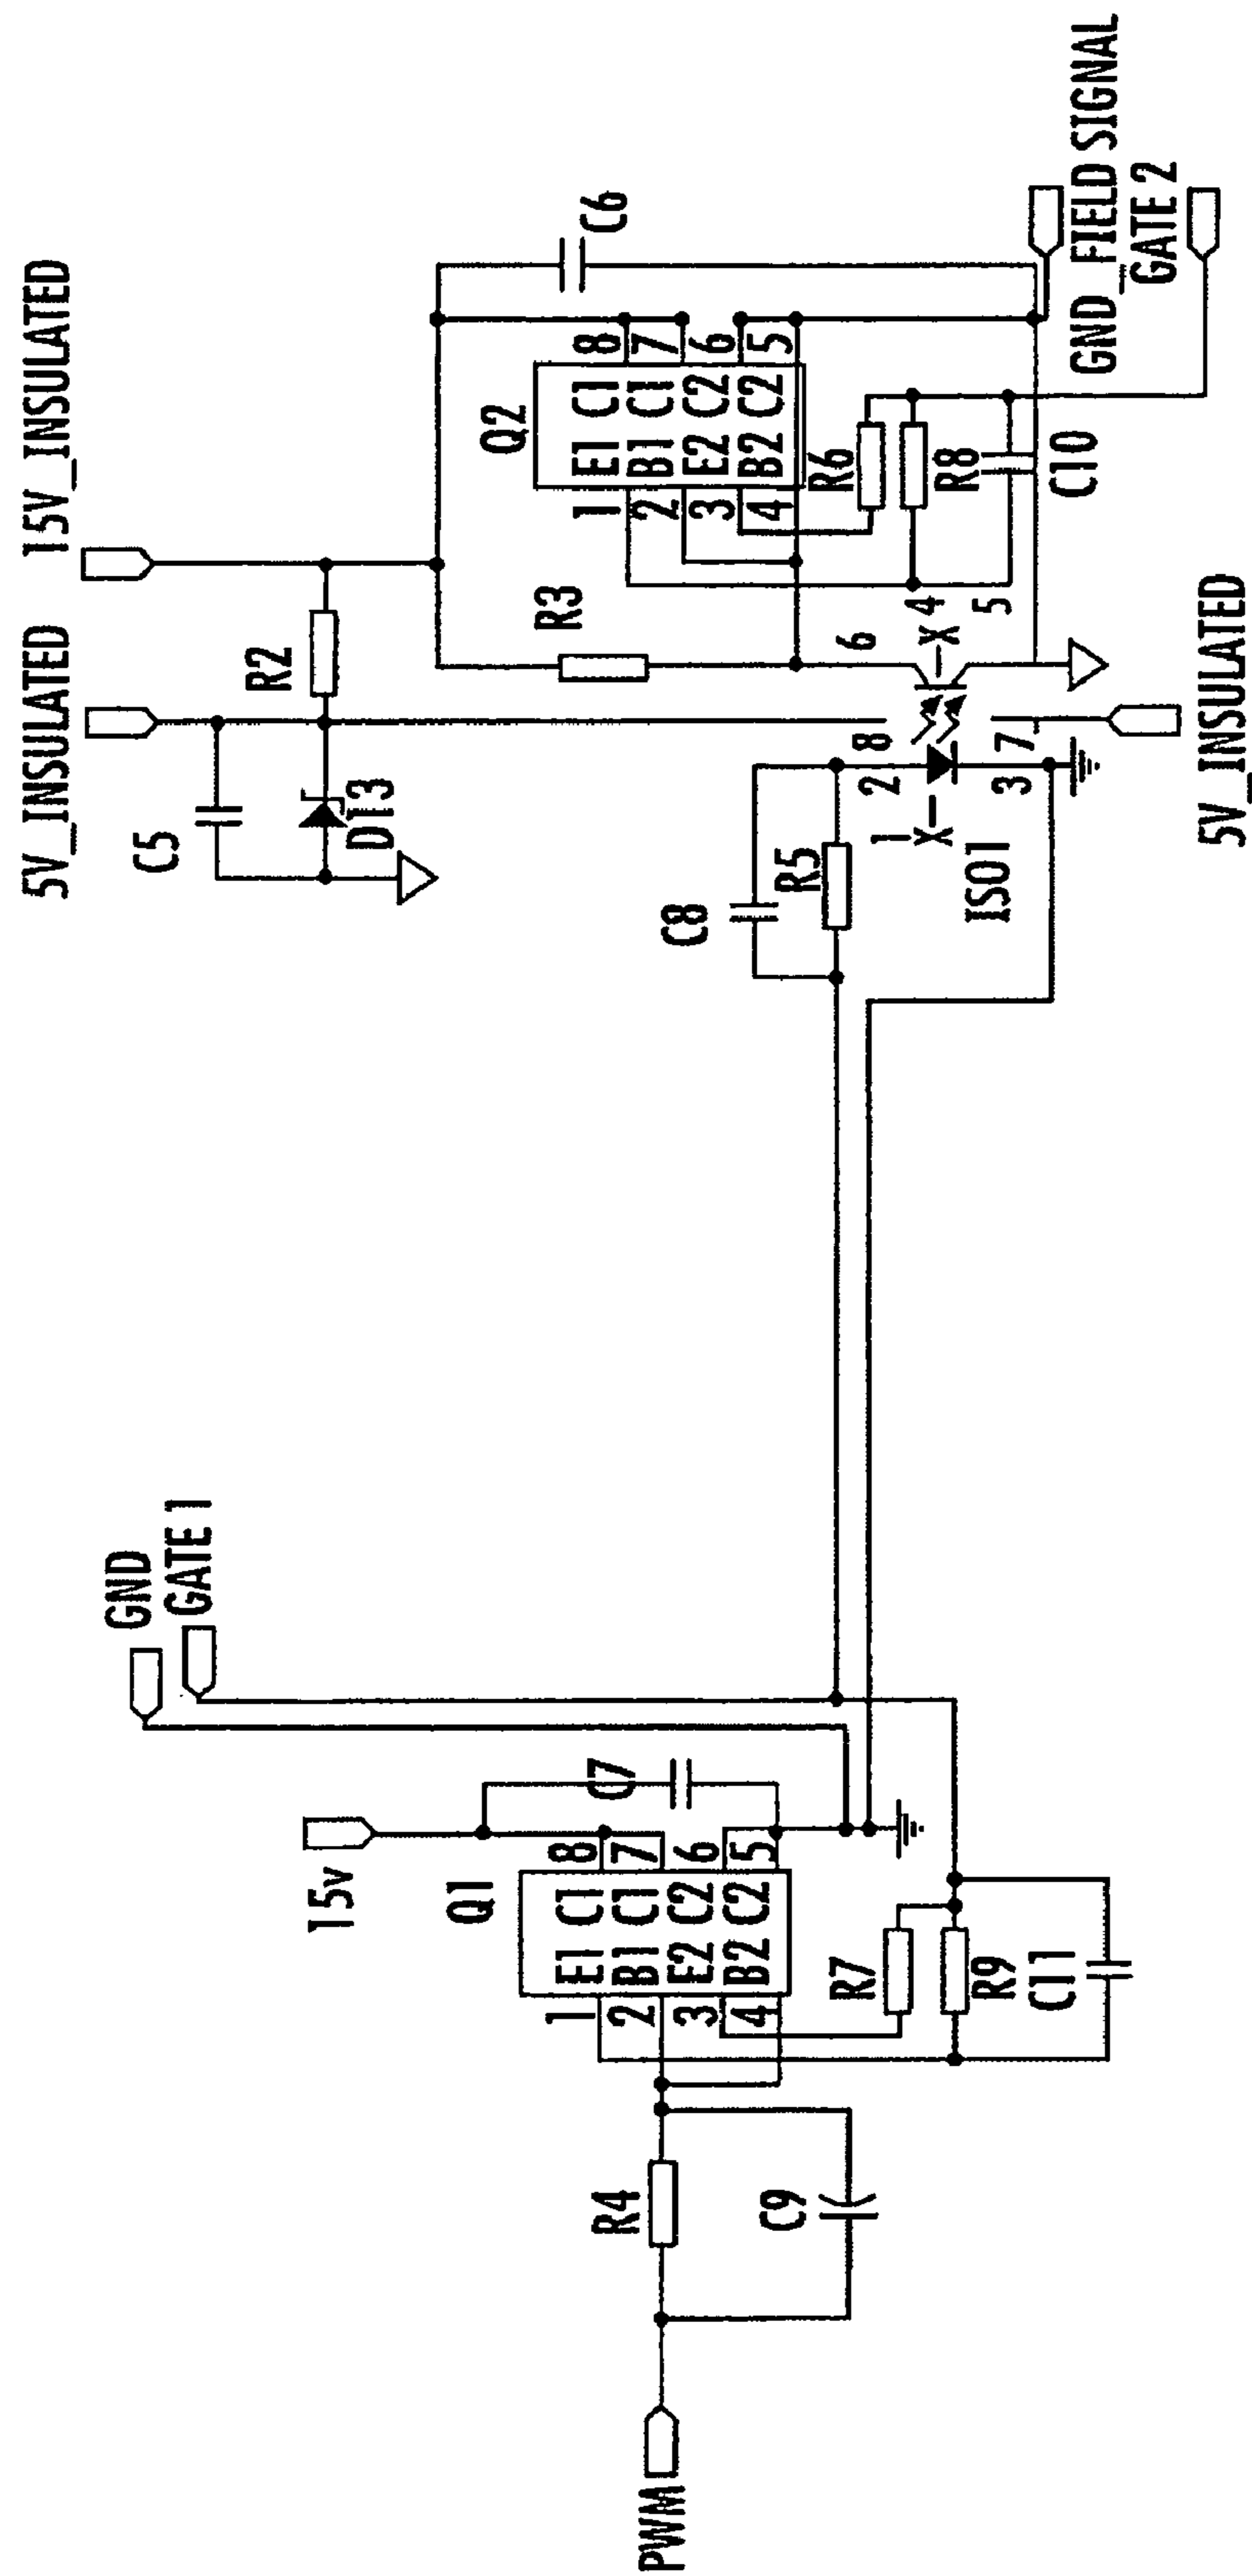 PWM
R4
C9
15v
Q1
1 E1 C1 8
2 B1 C1 7
3 E2 C2 6
4 B2 C2 5
C7
R7
R9
C11
GND
GATE 1
5V_INSULATED
15V_INSULATED
C5
R2
D13
C8
R5
R3
Q2
1 E1 C1 8
2 B1 C1 7
3 E2 C2 6
4 B2 C2 5
C6
R6
R8
C10
ISO1
1
X
2
3
8
7
6
X
4
5
5V_INSULATED
GND_FIELD SIGNAL
GATE 2